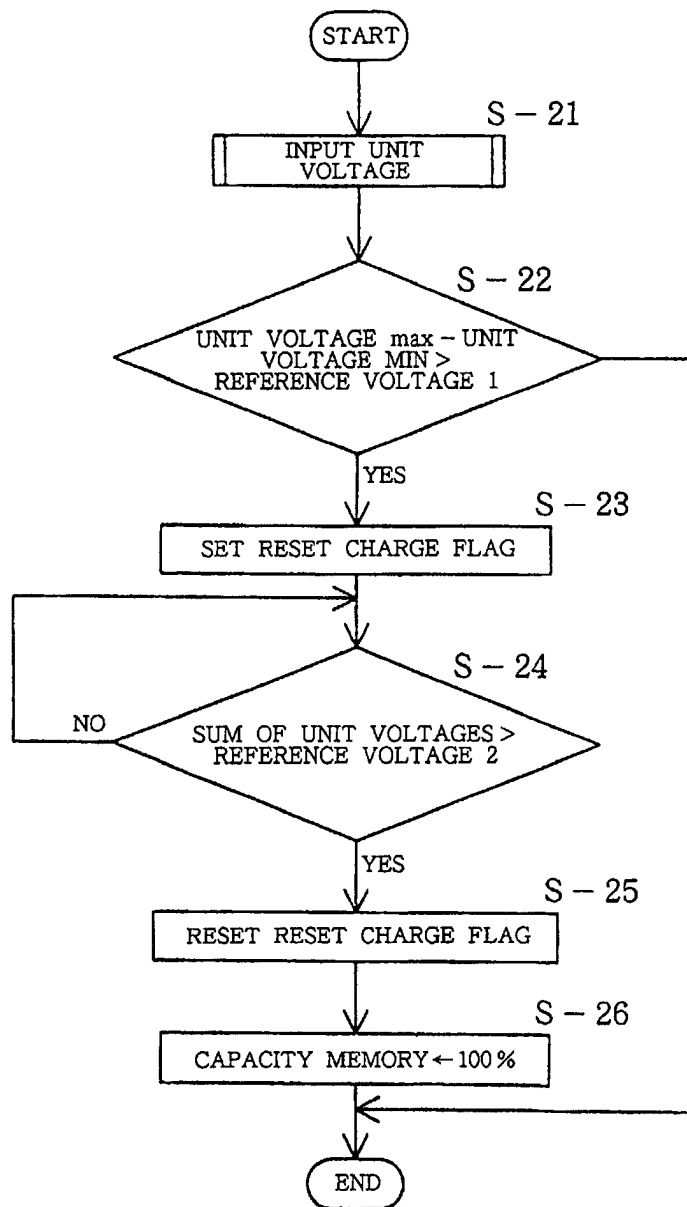 START
S-21
INPUT UNIT
VOLTAGE
S-22
UNIT VOLTAGE max-UNIT
VOLTAGE MIN>
REFERENCE VOLTAGE 1
YES
S-23
SET RESET CHARGE FLAG
S-24
NO
SUM OF UNIT VOLTAGES>
REFERENCE VOLTAGE 2
YES
S-25
RESET RESET CHARGE FLAG
S-26
CAPACITY MEMORY←100%
END